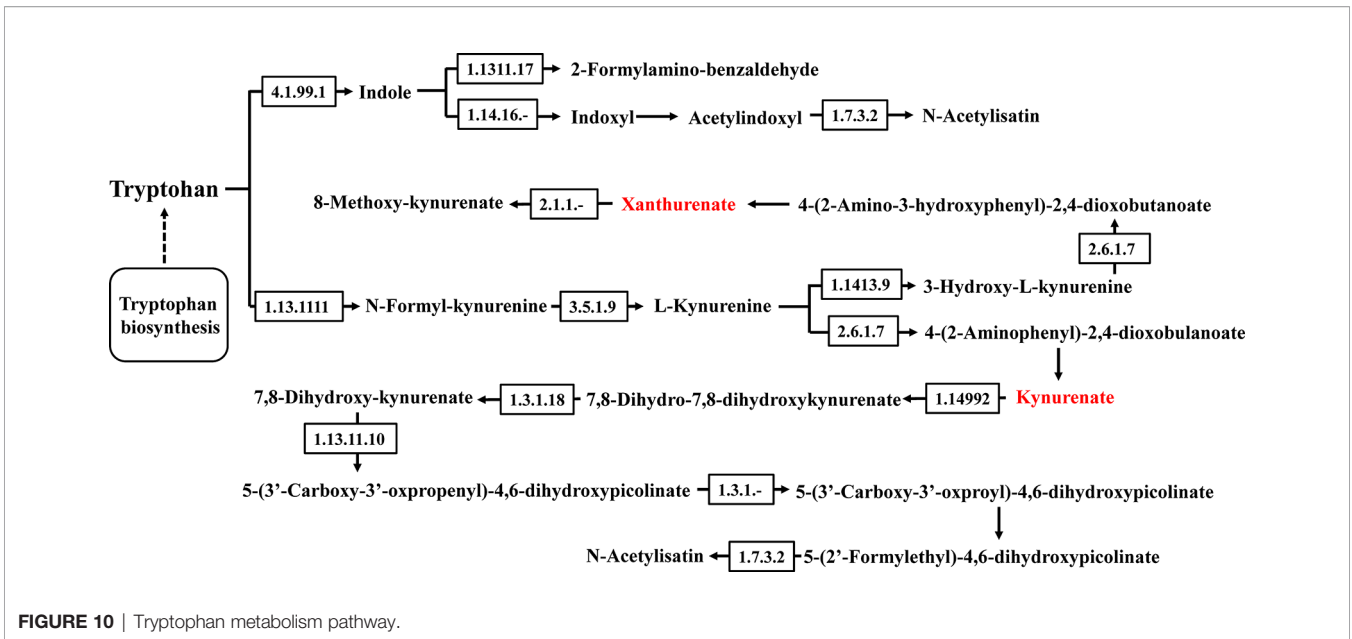 1.1311.17 2-Formylamino-benzaldehyde
4.1.99.1 Indole
1.14.16.- Indoxyl Acetylindoxyl 1.7.3.2 N-Acetylisatin
Tryptohan
8-Methoxy-kynurenate 2.1.1.- Xanthurenate 4-(2-Amino-3-hydroxyphenyl)-2,4-dioxobutanoate
2.6.1.7
Tryptophan
biosynthesis
1.13.1111 N-Formyl-kynurenine 3.5.1.9 L-Kynurenine
1.1413.9 3-Hydroxy-L-kynurenine
2.6.1.7 4-(2-Aminophenyl)-2,4-dioxobulanoate
7,8-Dihydroxy-kynurenate 1.3.1.18 7,8-Dihydro-7,8-dihydroxykynurenate 1.14992 Kynurenate
1.13.11.10
5-(3’-Carboxy-3’-oxpropenyl)-4,6-dihydroxypicolinate 1.3.1.- 5-(3’-Carboxy-3’-oxproyl)-4,6-dihydroxypicolinate
N-Acetylisatin 1.7.3.2 5-(2’-Formylethyl)-4,6-dihydroxypicolinate
FIGURE 10 | Tryptophan metabolism pathway.